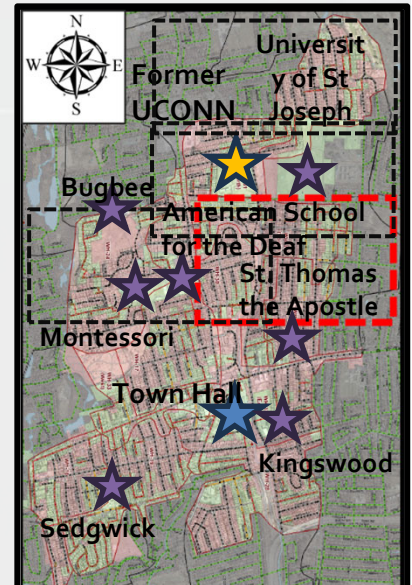 N
W E
S
Universit
y of St
Joseph
Former
UCONN
Bugbee
American School
for the Deaf
St. Thomas
the Apostle
Montessori
Town Hall
Kingswood
Sedgwick